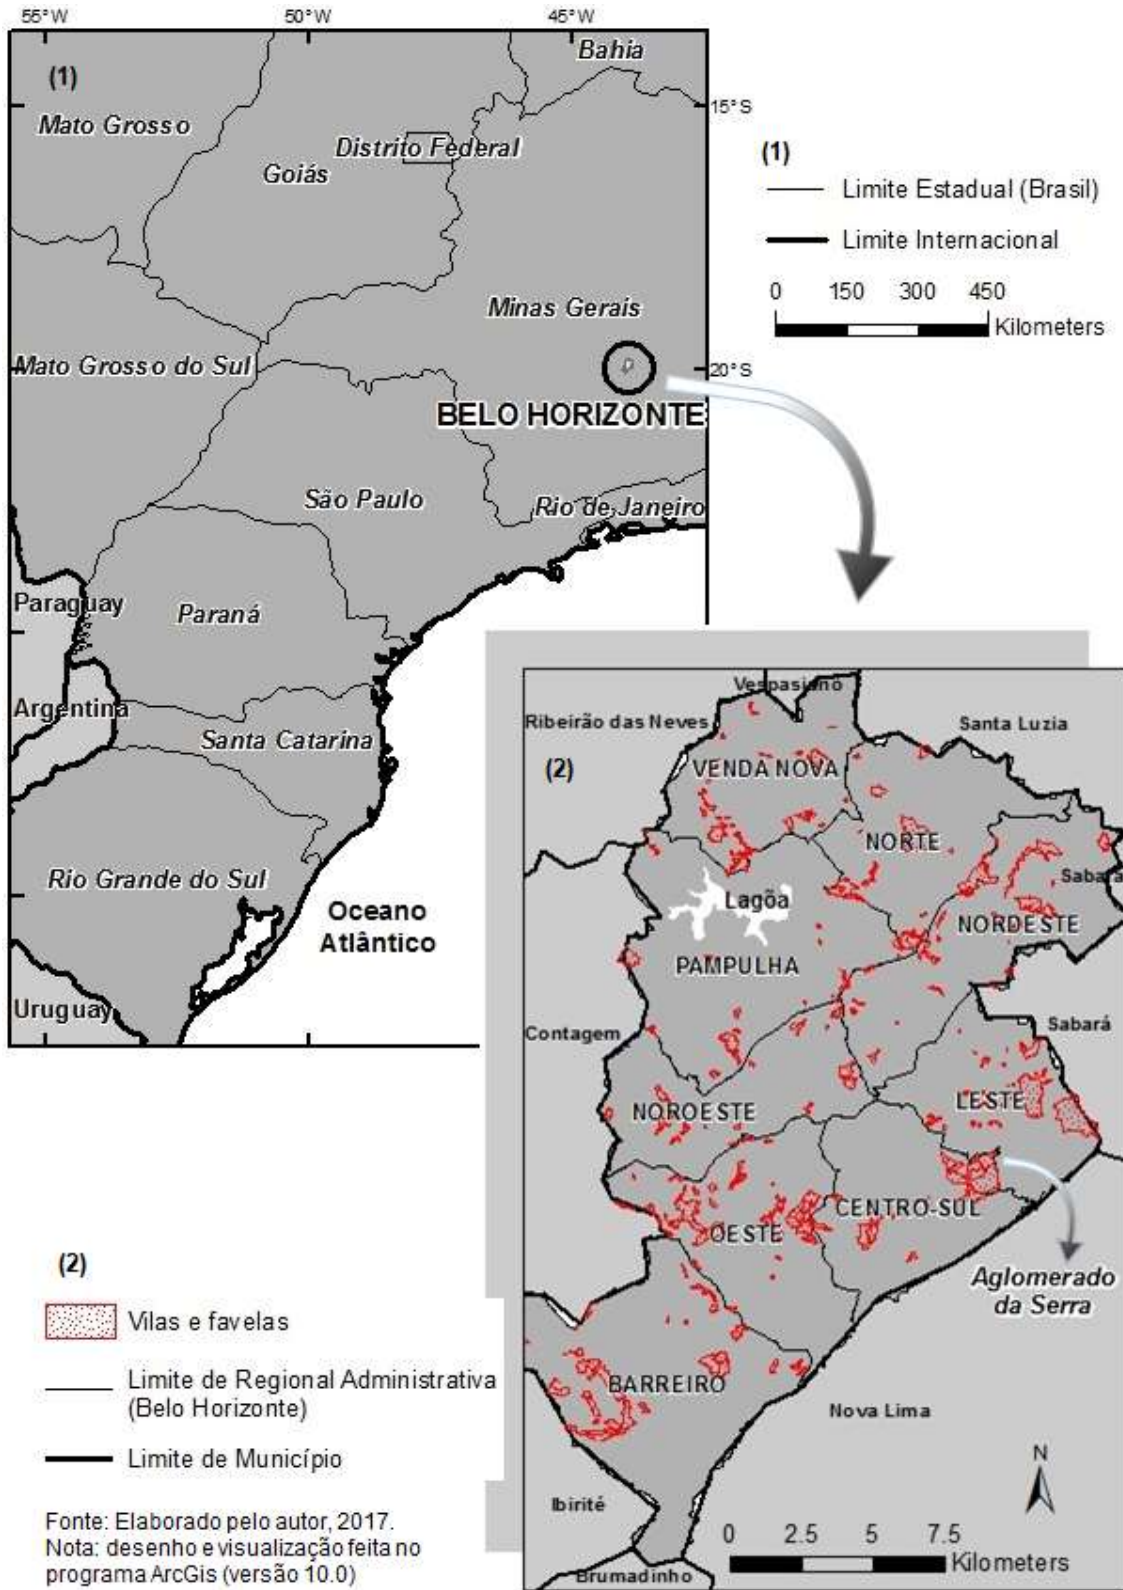 55°W
50°W
45°W
(1)
Bahia
15°S
Mato Grosso
Distrito Federal
Goiás
Minas Gerais
Mato Grosso do Sul
20°S
BELO HORIZONTE
São Paulo
Rio de Janeiro
Paraguay
Paraná
Argentina
Santa Catarina
Rio Grande do Sul
Oceano
Atlântico
Uruguay
55°W
50°W
(1)
Limite Estadual (Brasil)
Limite Internacional
0 150 300 450
Kilometers
Vespasiano
Ribeirão das Neves
Santa Luzia
(2)
VENDA NOVA
NORTE
Sabará
Lagõa
NORDESTE
PAMPULHA
Contagem
Sabará
NOROESTE
LESTE
CENTRO-SUL
OESTE
Aglomerado
da Serra
BARREIRO
Nova Lima
N
Ibirité
0 2.5 5 7.5
Kilometers
Brumadinho
(2)
Vilas e favelas
Limite de Regional Administrativa
(Belo Horizonte)
Limite de Município
Fonte: Elaborado pelo autor, 2017.
Nota: desenho e visualização feita no
programa ArcGis (versão 10.0)